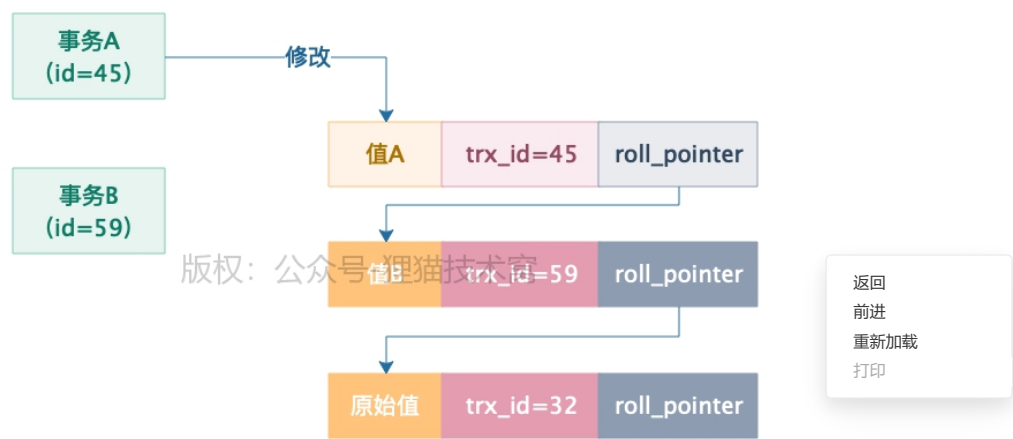 事务A
(id=45)
修改
值A
trx_id=45
roll_pointer
事务B
(id=59)
值B
trx_id=59
roll_pointer
版权：公众号-狸猫技术窝
返回
前进
重新加载
打印
原始值
trx_id=32
roll_pointer